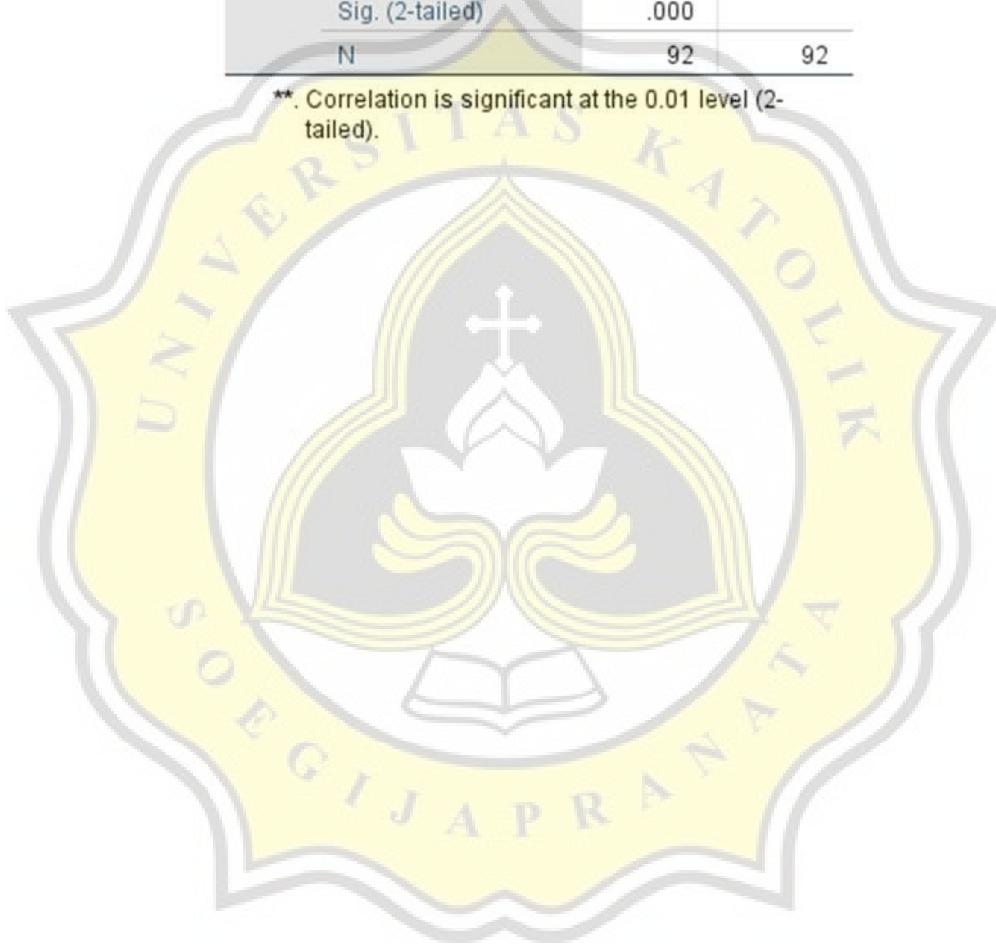 Sig. (2-tailed) .000
N 92 92
**. Correlation is significant at the 0.01 level (2-
tailed).
UNIVERSITAS KATOLIK
SOEGIJAPRANATA